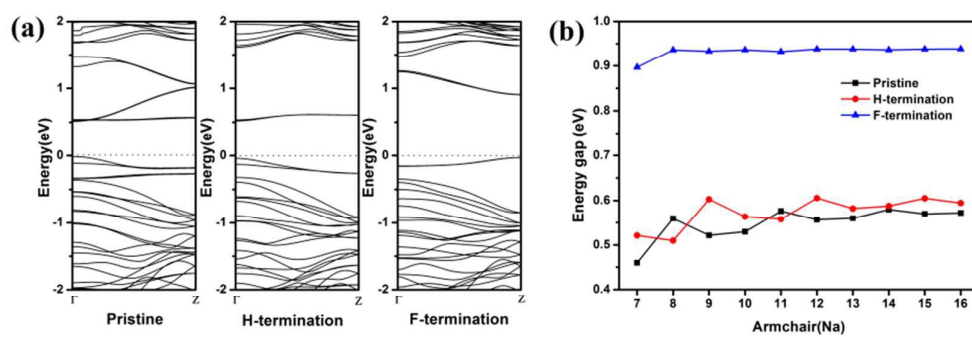 (a)
2
1
0
-1
-2
Energy(eV)
Γ
Z
Pristine
2
1
0
-1
-2
Energy(eV)
Γ
Z
H-termination
2
1
0
-1
-2
Energy(eV)
Γ
Z
F-termination
(b)
1.0
0.9
0.8
0.7
0.6
0.5
0.4
Energy gap (eV)
Pristine
H-termination
F-termination
7 8 9 10 11 12 13 14 15 16
Armchair(Na)